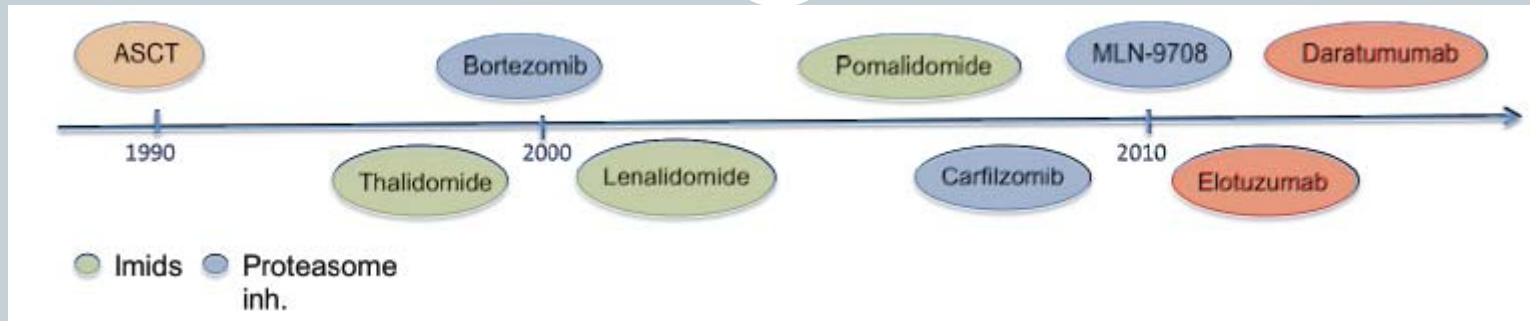 ASCT
Bortezomib
Pomalidomide
MLN-9708
Daratumumab
1990
2000
2010
Thalidomide
Lenalidomide
Carfilzomib
Elotuzumab
Imids
Proteasome
inh.